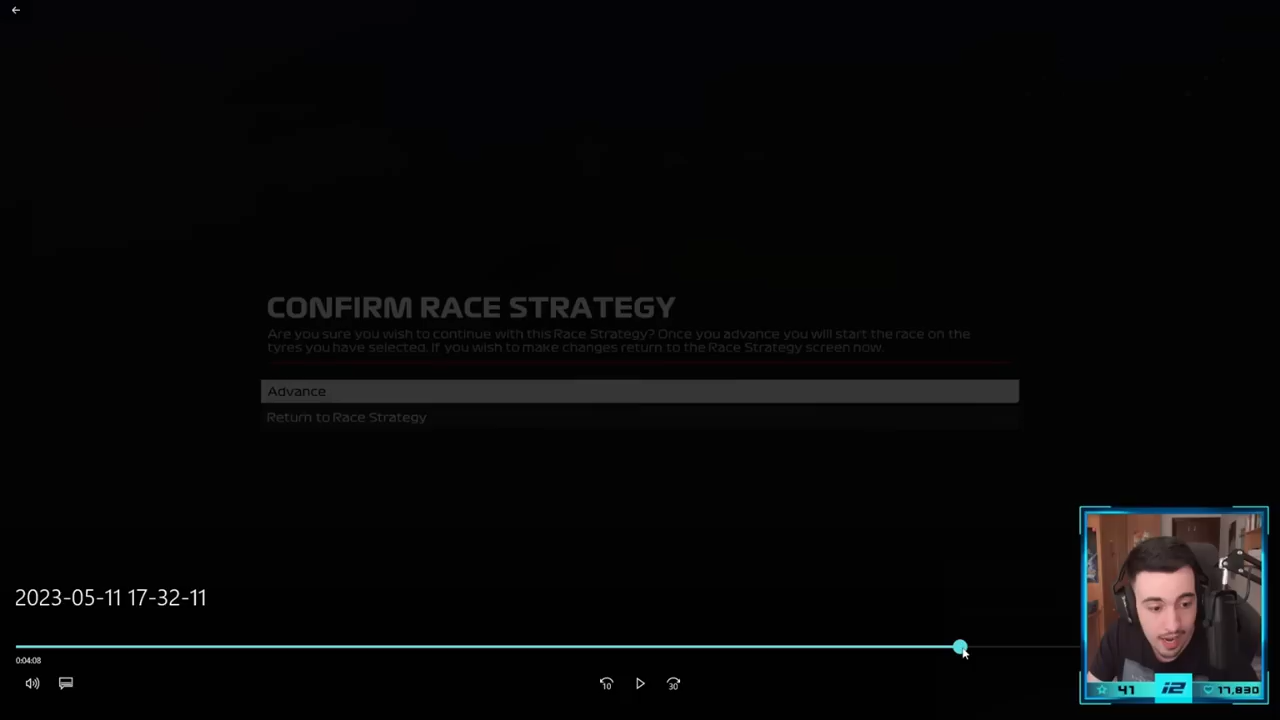 CONFIRM RACE STRATEGY
Are you sure you wish to continue with this Race Strategy? Once you advance you will start the race on the
tyres you have selected. If you wish to make changes return to the Race Strategy screen now.
Advance
Return to Race Strategy
2023-05-11 17-32-11
0:04:08
10
30
41
i2
17,830